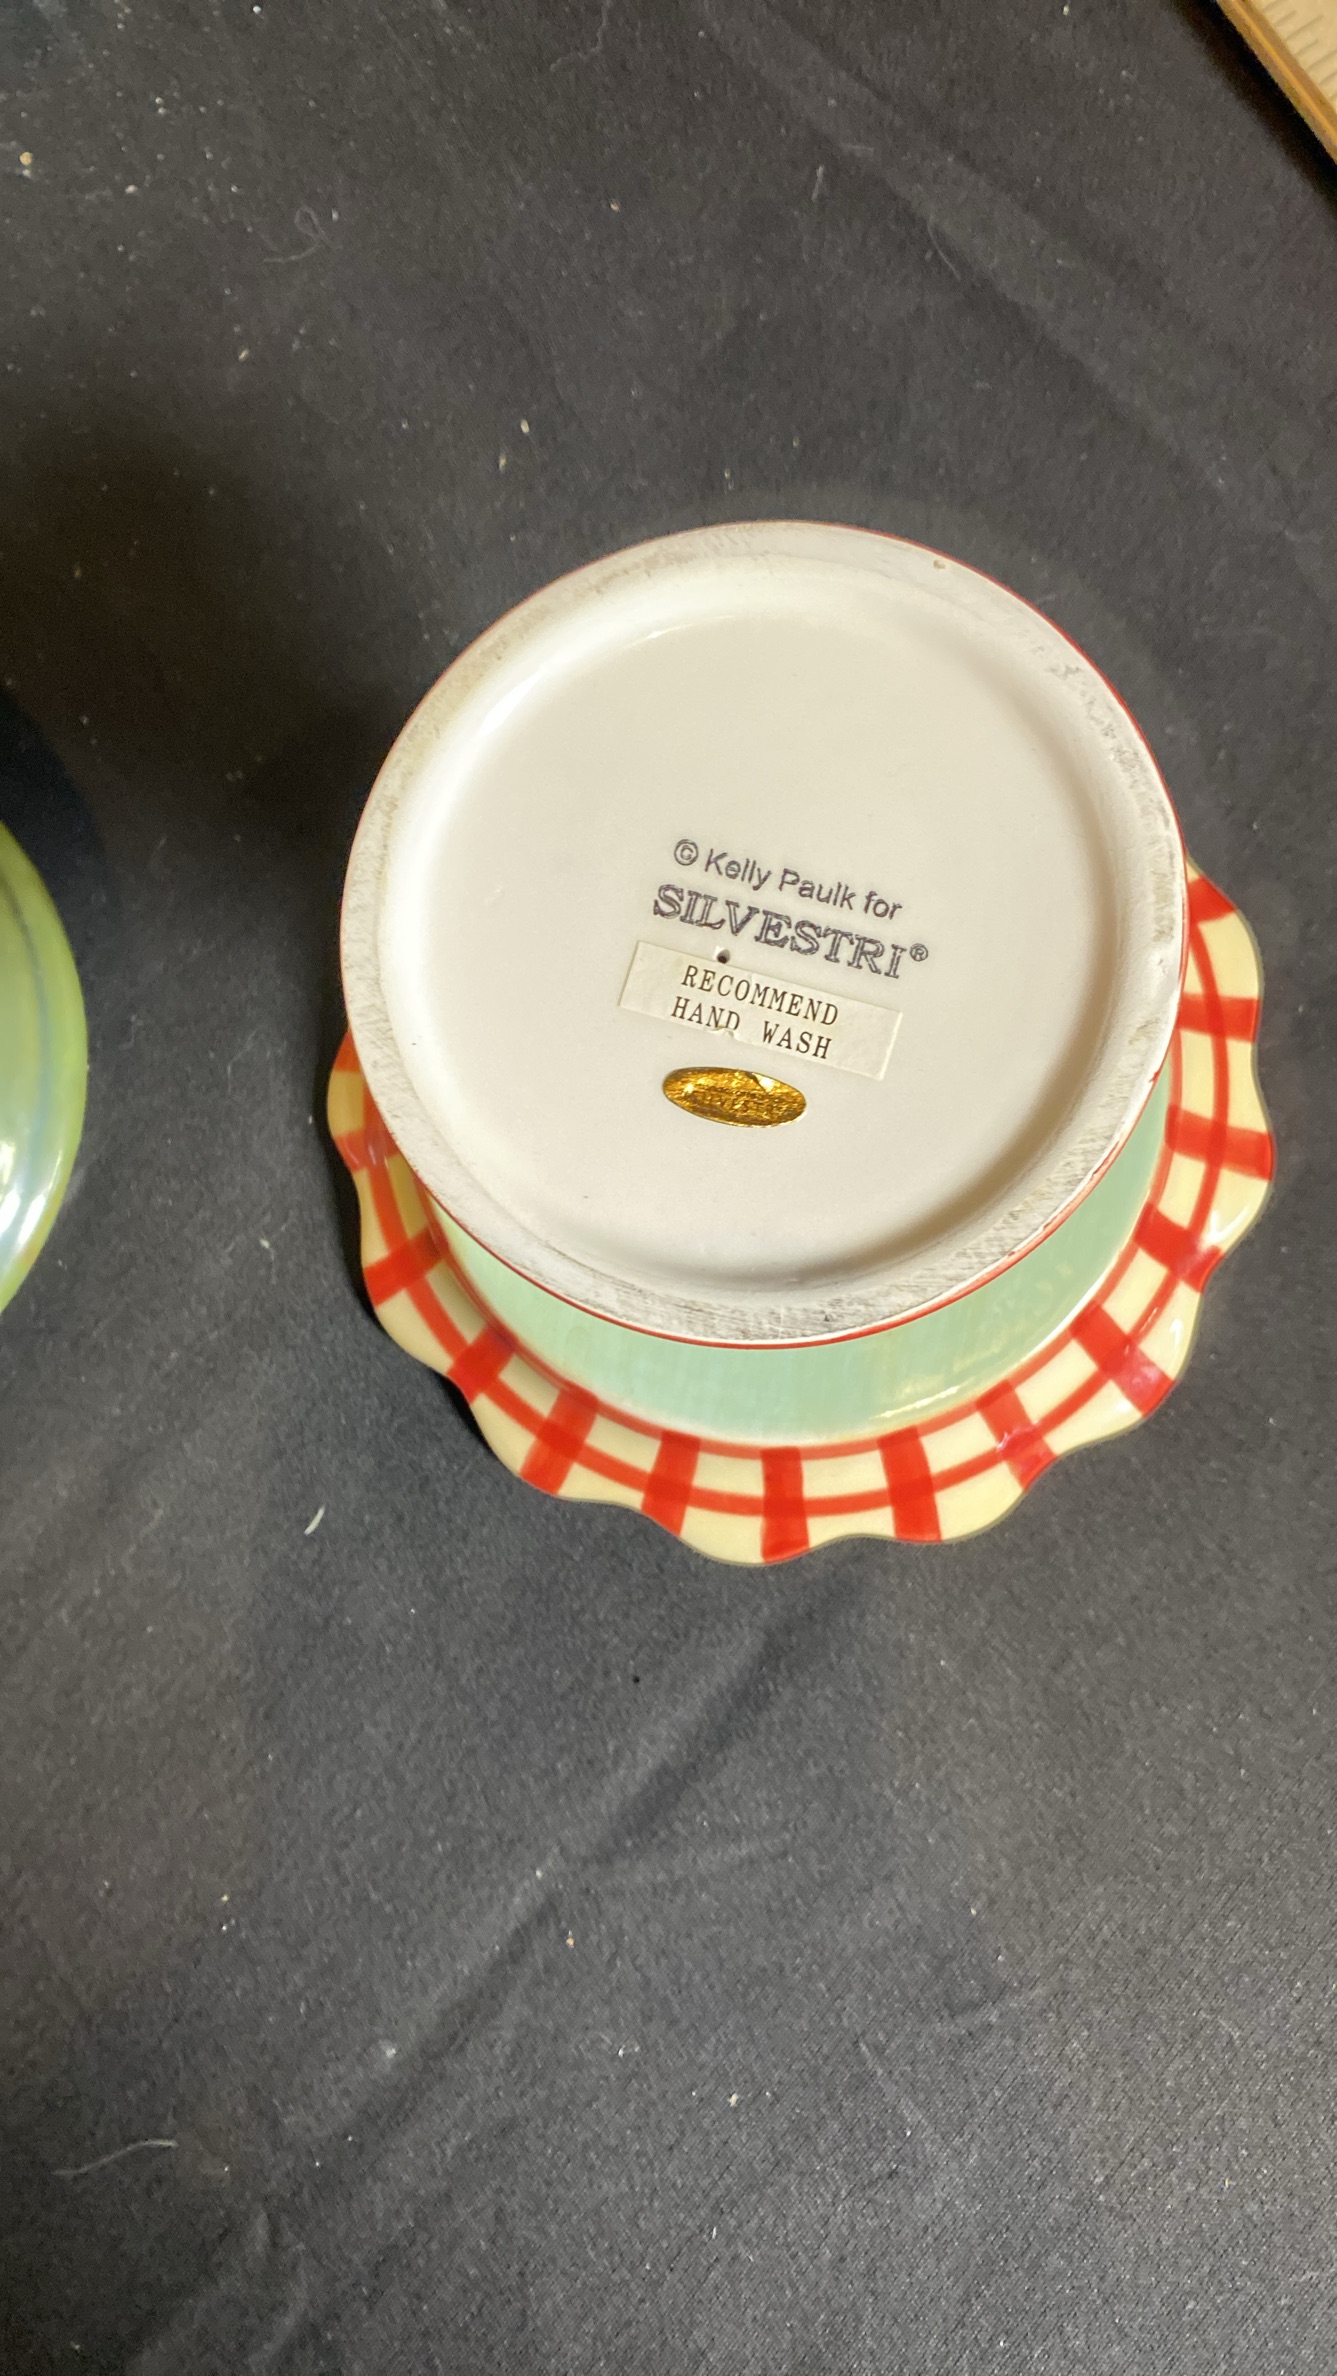 © Kelly Paulk for
SILVESTRI®
RECOMMEND
HAND WASH